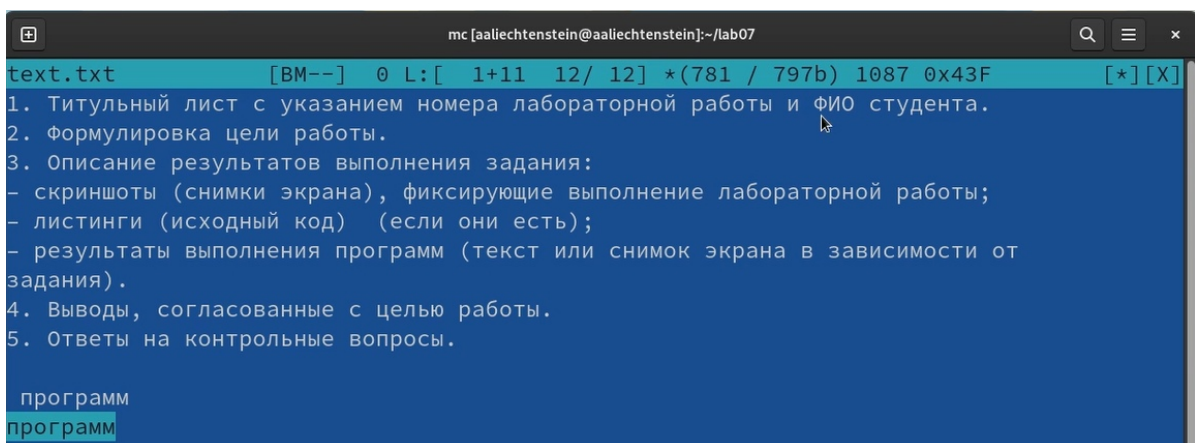 mc [aaliechtenstein@aaliechtenstein]:~/lab07
text.txt [BM--] 0 L:[ 1+11 12/ 12] *(781 / 797b) 1087 0x43F [*][X]
1. Титульный лист с указанием номера лабораторной работы и ФИО студента.
2. Формулировка цели работы.
3. Описание результатов выполнения задания:
– скриншоты (снимки экрана), фиксирующие выполнение лабораторной работы;
– листинги (исходный код) (если они есть);
– результаты выполнения программ (текст или снимок экрана в зависимости от
задания).
4. Выводы, согласованные с целью работы.
5. Ответы на контрольные вопросы.
программ
программ